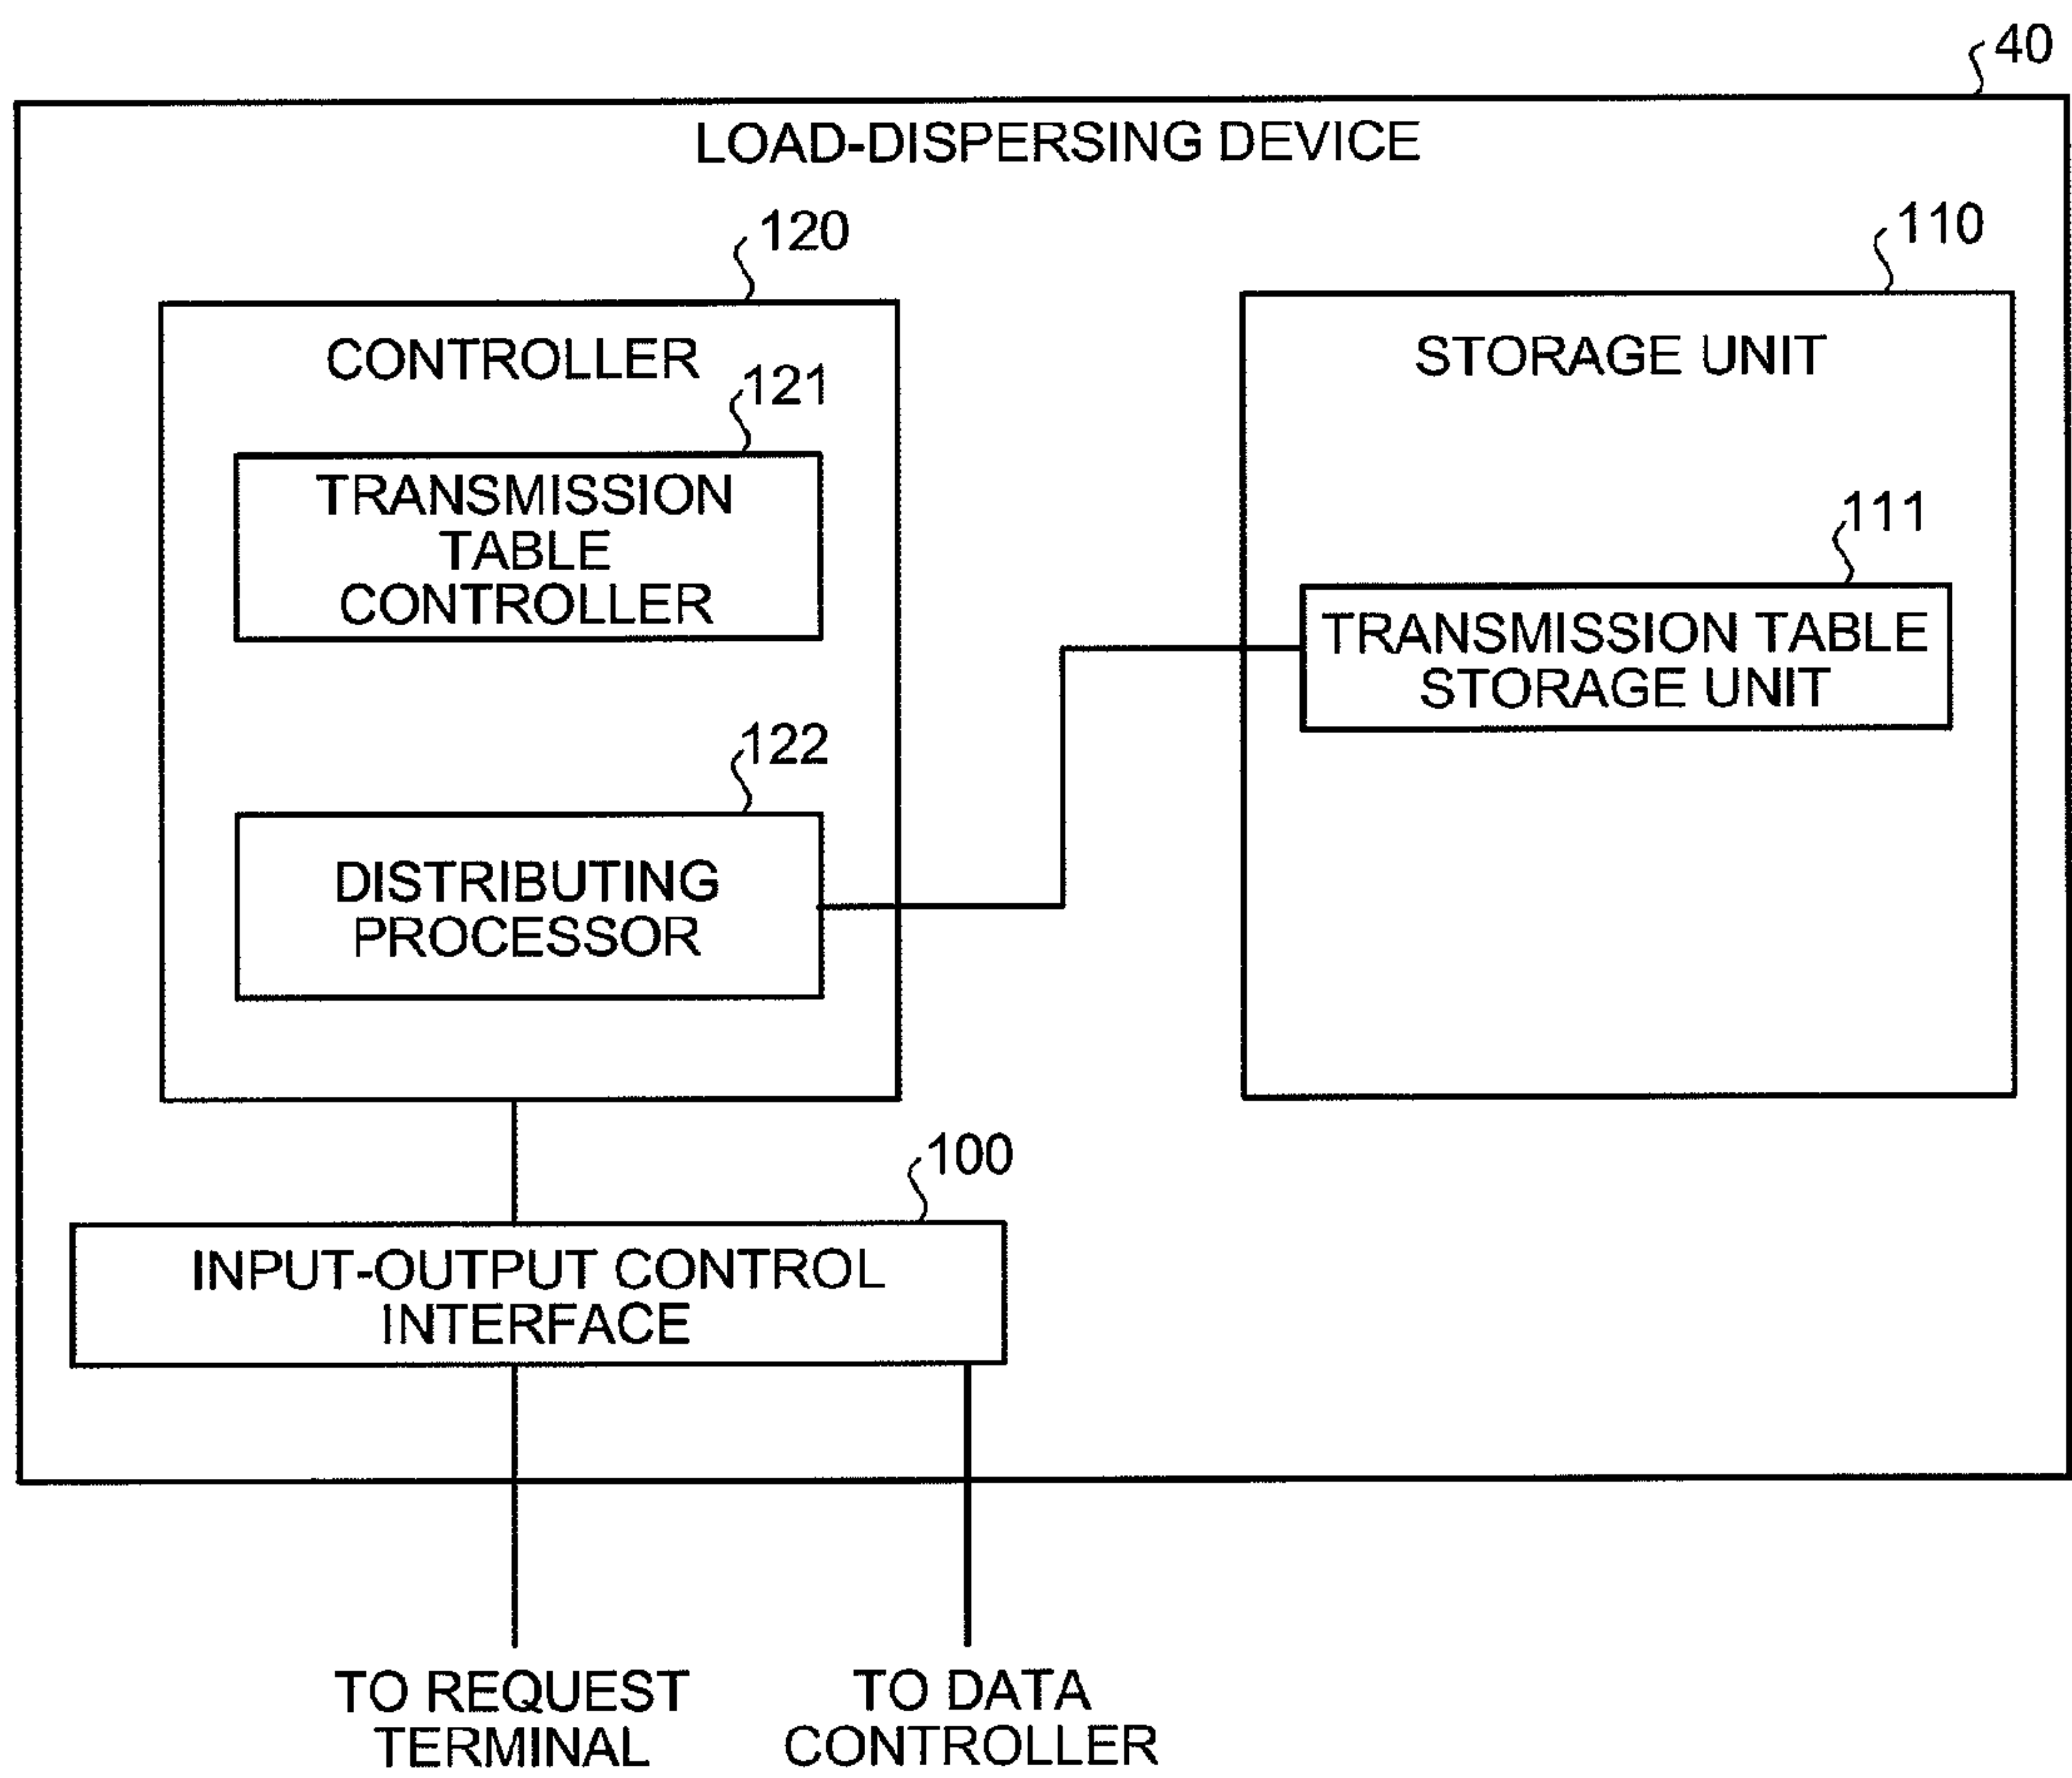 40
LOAD-DISPERSING DEVICE
120
110
CONTROLLER
STORAGE UNIT
121
TRANSMISSION
TABLE
CONTROLLER
111
TRANSMISSION TABLE
STORAGE UNIT
122
DISTRIBUTING
PROCESSOR
100
INPUT-OUTPUT CONTROL
INTERFACE
TO REQUEST
TERMINAL
TO DATA
CONTROLLER